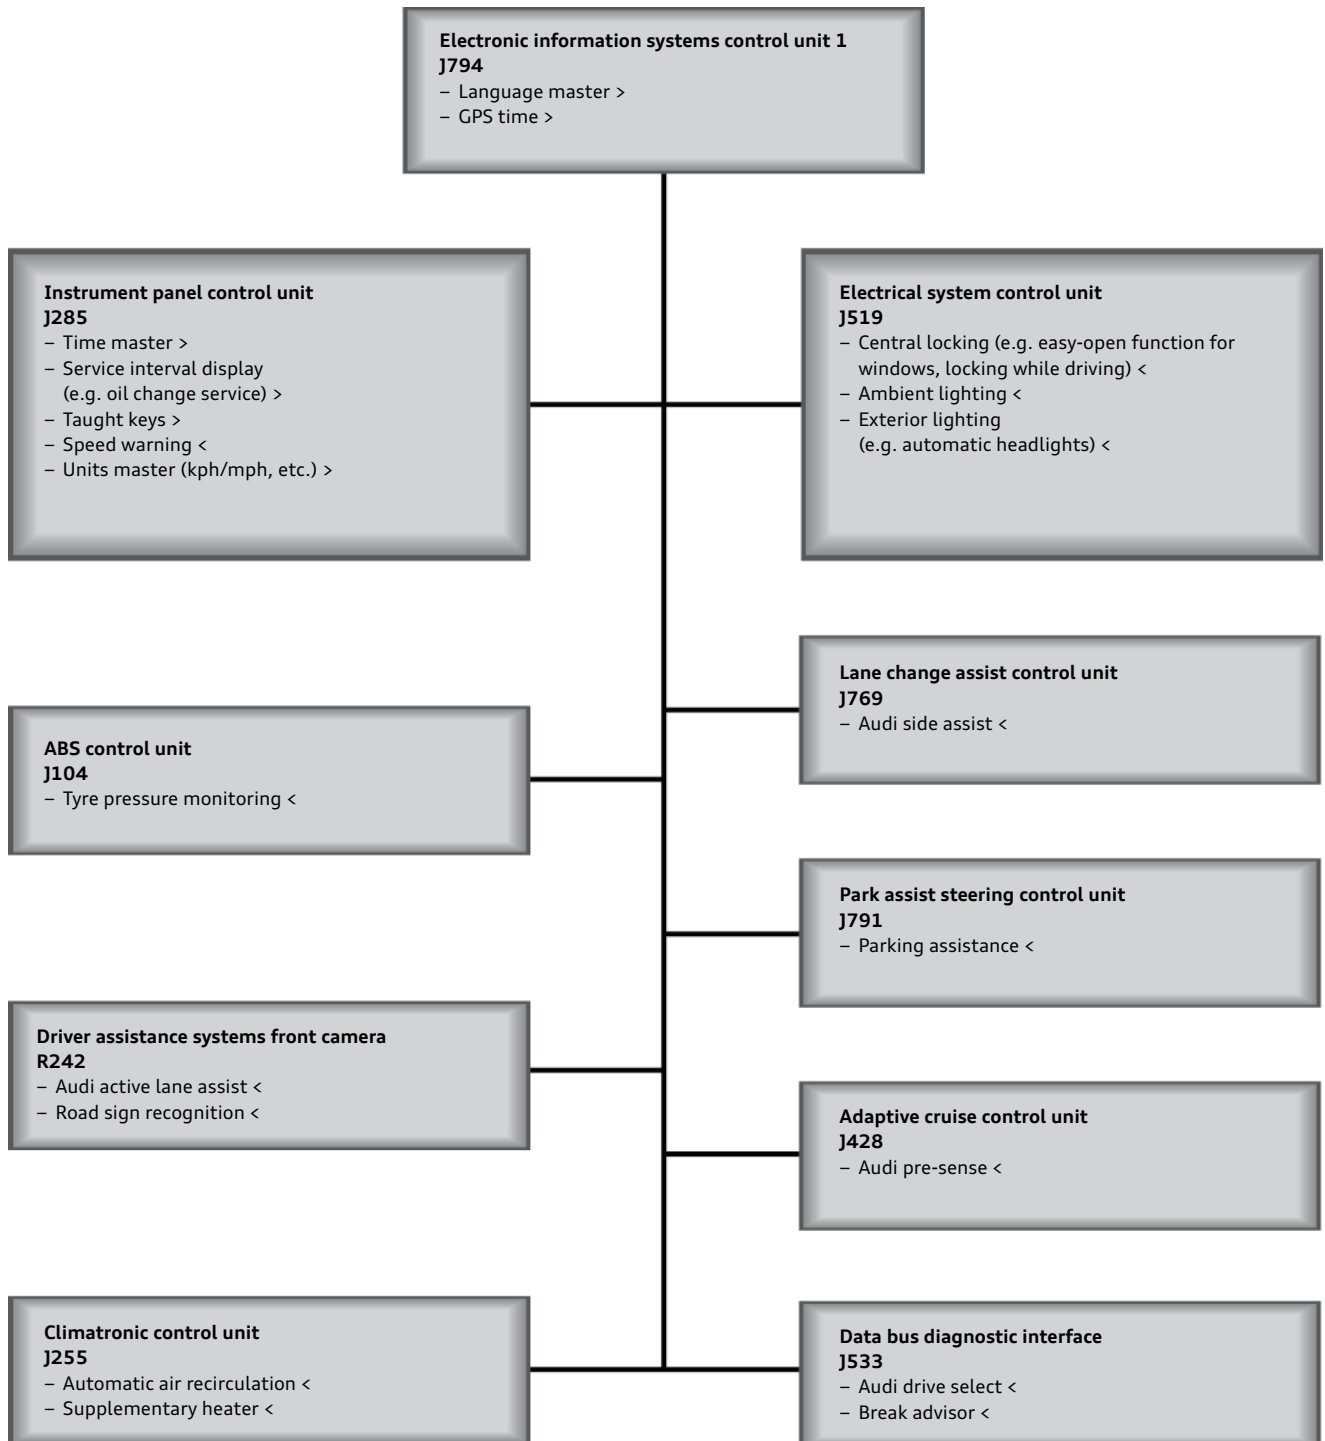 Electronic information systems control unit 1
J794
– Language master >
– GPS time >
Instrument panel control unit
J285
– Time master >
– Service interval display
(e.g. oil change service) >
– Taught keys >
– Speed warning <
– Units master (kph/mph, etc.) >
Electrical system control unit
J519
– Central locking (e.g. easy-open function for
windows, locking while driving) <
– Ambient lighting <
– Exterior lighting
(e.g. automatic headlights) <
Lane change assist control unit
J769
– Audi side assist <
ABS control unit
J104
– Tyre pressure monitoring <
Park assist steering control unit
J791
– Parking assistance <
Driver assistance systems front camera
R242
– Audi active lane assist <
– Road sign recognition <
Adaptive cruise control unit
J428
– Audi pre-sense <
Climatronic control unit
J255
– Automatic air recirculation <
– Supplementary heater <
Data bus diagnostic interface
J533
– Audi drive select <
– Break advisor <